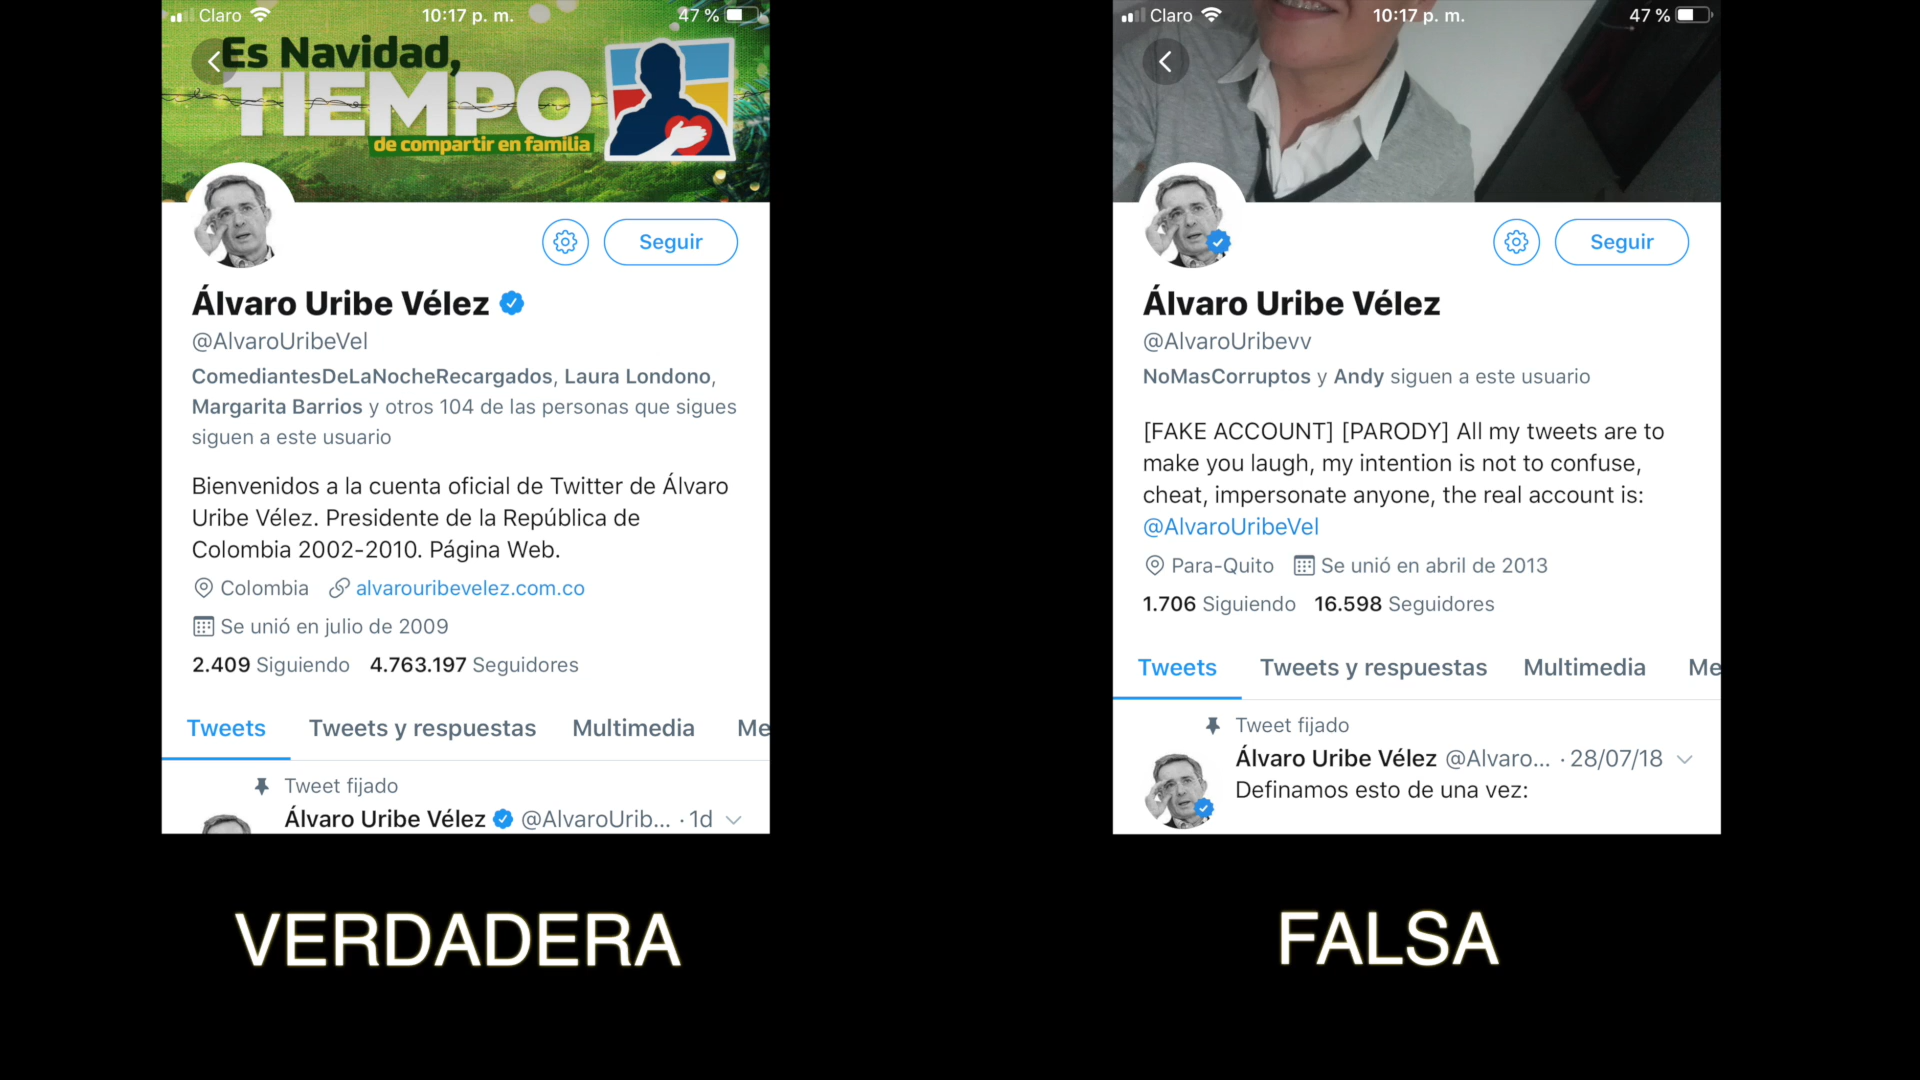 Claro 10:17 p. m. 47 %
Es Navidad,
TIEMPO
de compartir en familia
Seguir
Álvaro Uribe Vélez
@AlvaroUribeVel
ComediantesDeLaNocheRecargados, Laura Londono,
Margarita Barrios y otros 104 de las personas que sigues
siguen a este usuario
Bienvenidos a la cuenta oficial de Twitter de Álvaro
Uribe Vélez. Presidente de la República de
Colombia 2002-2010. Página Web.
Colombia alvarouribevelez.com.co
Se unió en julio de 2009
2.409 Siguiendo 4.763.197 Seguidores
Tweets Tweets y respuestas Multimedia Me
Tweet fijado
Álvaro Uribe Vélez @AlvaroUrib... · 1d
VERDADERA
Claro 10:17 p. m. 47 %
Seguir
Álvaro Uribe Vélez
@AlvaroUribevv
NoMasCorruptos y Andy siguen a este usuario
[FAKE ACCOUNT] [PARODY] All my tweets are to
make you laugh, my intention is not to confuse,
cheat, impersonate anyone, the real account is:
@AlvaroUribeVel
Para-Quito Se unió en abril de 2013
1.706 Siguiendo 16.598 Seguidores
Tweets Tweets y respuestas Multimedia Me
Tweet fijado
Álvaro Uribe Vélez @Alvaro... · 28/07/18
Definamos esto de una vez:
FALSA